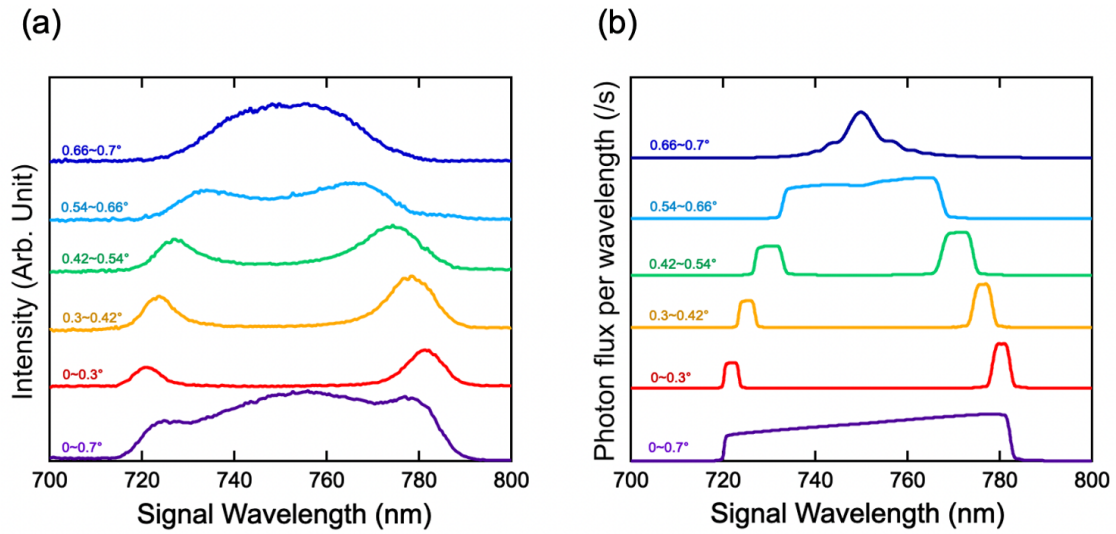 (a)
Intensity (Arb. Unit)
0.66~0.7°
0.54~0.66°
0.42~0.54°
0.3~0.42°
0~0.3°
0~0.7°
700 720 740 760 780 800
Signal Wavelength (nm)
(b)
Photon flux per wavelength (/s)
0.66~0.7°
0.54~0.66°
0.42~0.54°
0.3~0.42°
0~0.3°
0~0.7°
700 720 740 760 780 800
Signal Wavelength (nm)